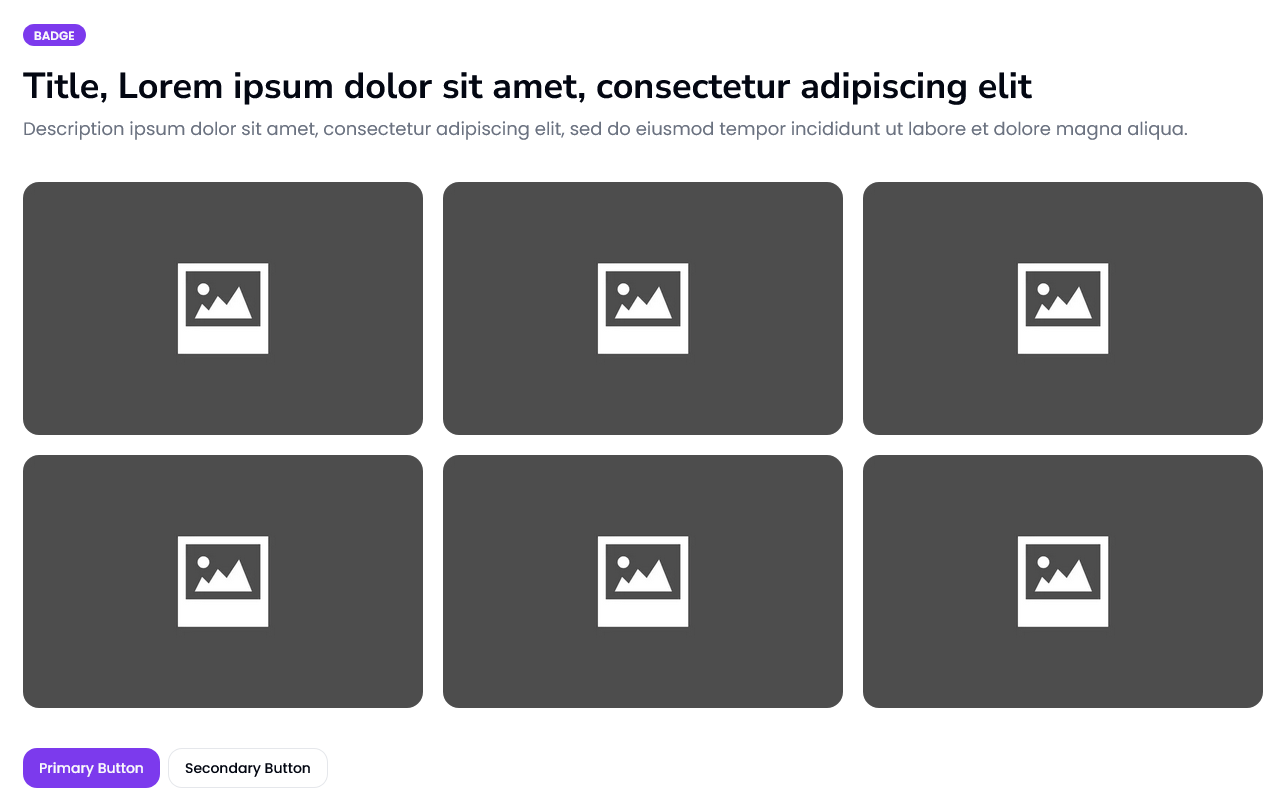 BADGE
Title, Lorem ipsum dolor sit amet, consectetur adipiscing elit
Description ipsum dolor sit amet, consectetur adipiscing elit, sed do eiusmod tempor incididunt ut labore et dolore magna aliqua.
Primary Button
Secondary Button